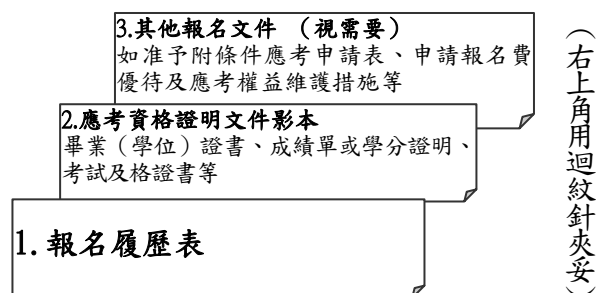 3.其他報名文件 （視需要）
如准予附條件應考申請表、申請報名費
優待及應考權益維護措施等
2.應考資格證明文件影本
畢業（學位）證書、成績單或學分證明、
考試及格證書等
1.報名履歷表
（右上角用迴紋針夾妥）